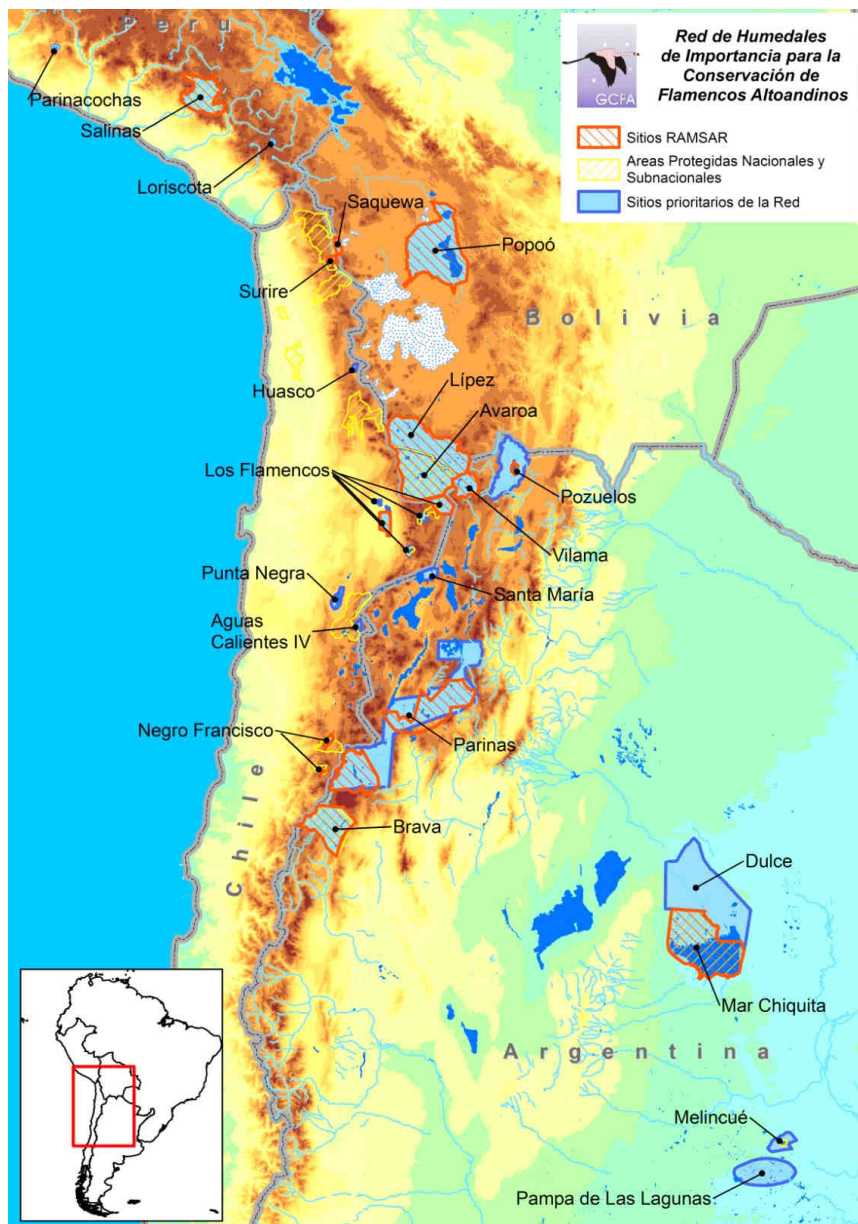 Red de Humedales
de Importancia para la
Conservación de
Flamencos Altoandinos
GCFA
Sitios RAMSAR
Areas Protegidas Nacionales y
Subnacionales
Sitios prioritarios de la Red
Peru
Parinacochas
Salinas
Loriscota
Saquewa
Popoó
Surire
Bolivia
Huasco
Lípez
Avaroa
Los Flamencos
Pozuelos
Vilama
Punta Negra
Santa María
Aguas
Calientes IV
Negro Francisco
Parinas
Chile
Brava
Dulce
Mar Chiquita
Argentina
Melincué
Pampa de Las Lagunas